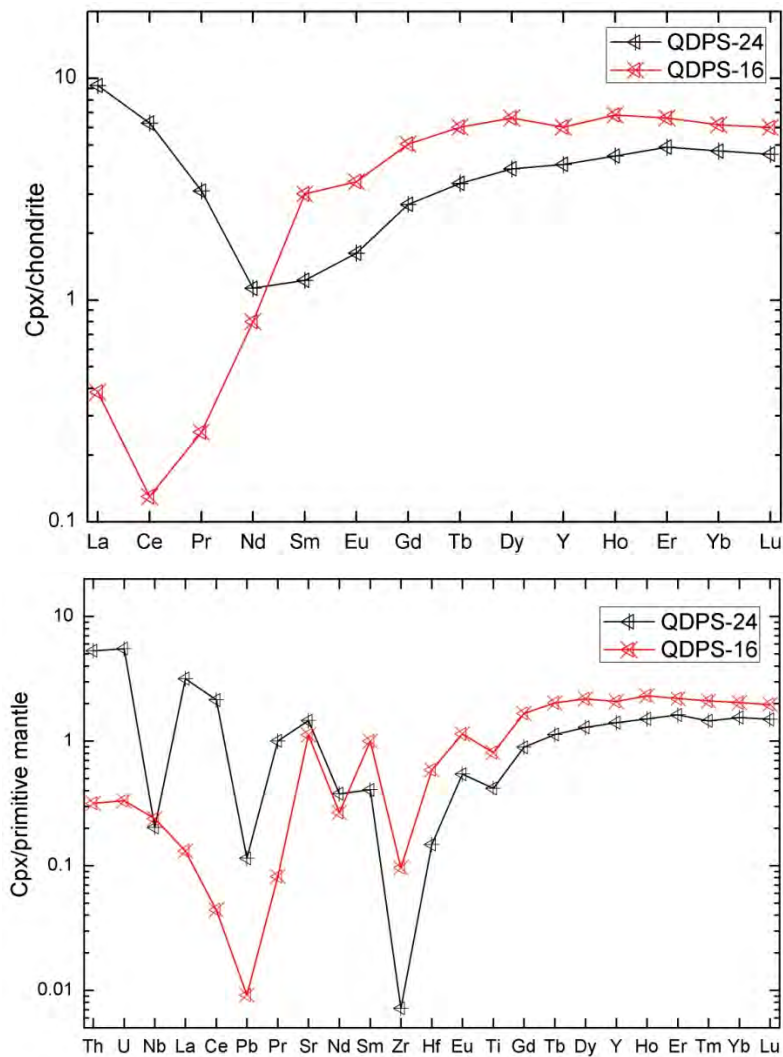 QDPS-24
QDPS-16
10
1
0.1
Cpx/chondrite
La Ce Pr Nd Sm Eu Gd Tb Dy Y Ho Er Yb Lu
QDPS-24
QDPS-16
10
1
0.1
0.01
Cpx/primitive mantle
Th U Nb La Ce Pb Pr Sr Nd Sm Zr Hf Eu Ti Gd Tb Dy Y Ho Er Tm Yb Lu